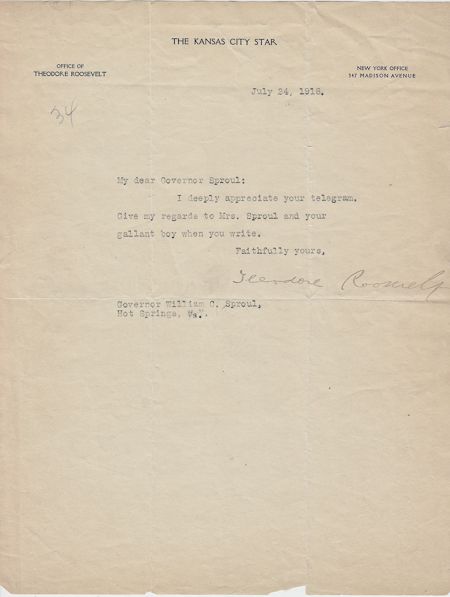 THE KANSAS CITY STAR
OFFICE OF
THEODORE ROOSEVELT
NEW YORK OFFICE
347 MADISON AVENUE
July 24, 1918.
34
My dear Governor Sproul:
I deeply appreciate your telegram.
Give my regards to Mrs. Sproul and your
gallant boy when you write.
Faithfully yours,
Theodore Roosevelt
Governor William C. Sproul,
Hot Springs, Va.